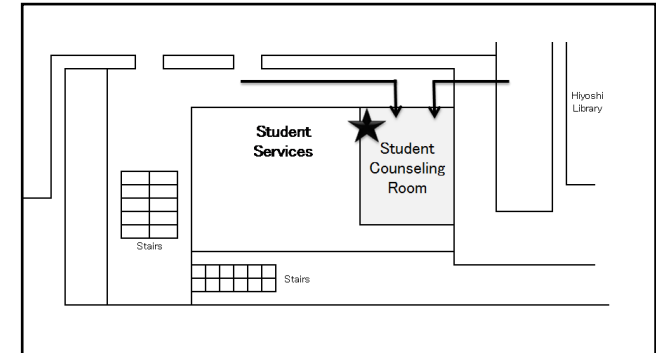 Hiyoshi
Library
Student
Services
Student
Counseling
Room
Stairs
Stairs